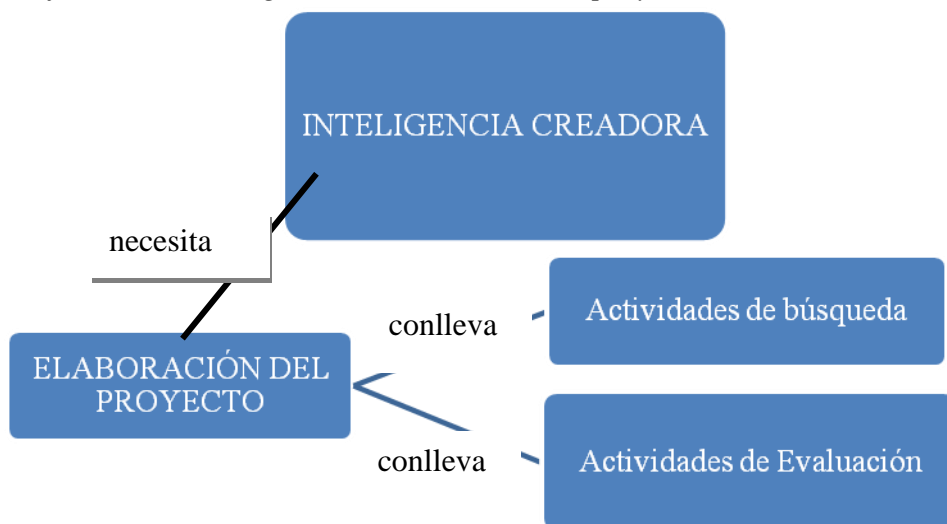 INTELIGENCIA CREADORA
necesita
conlleva
Actividades de búsqueda
ELABORACIÓN DEL
PROYECTO
conlleva
Actividades de Evaluación